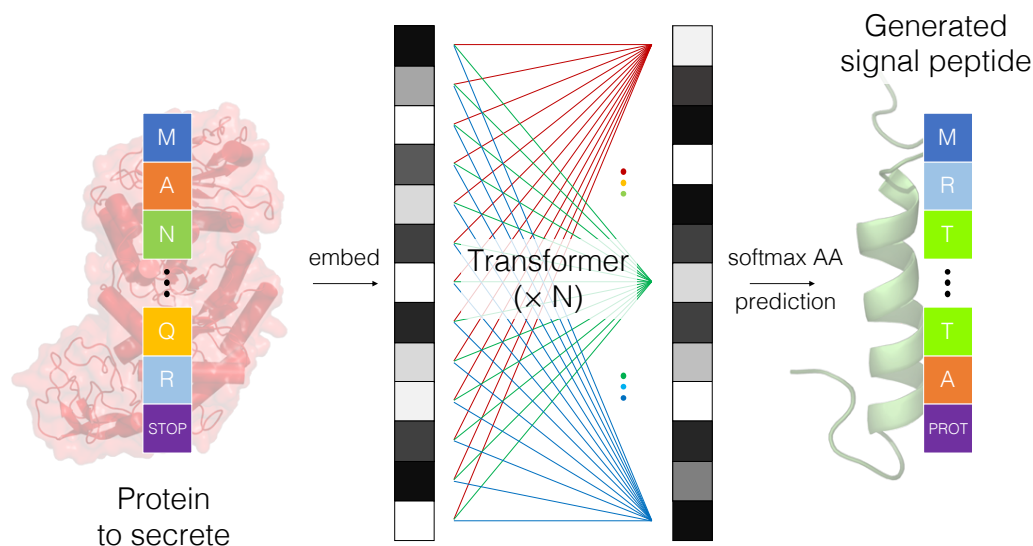 M
A
N
Q
R
STOP
Protein
to secrete
embed
Transformer
(× N)
softmax AA
prediction
Generated
signal peptide
M
R
T
T
A
PROT